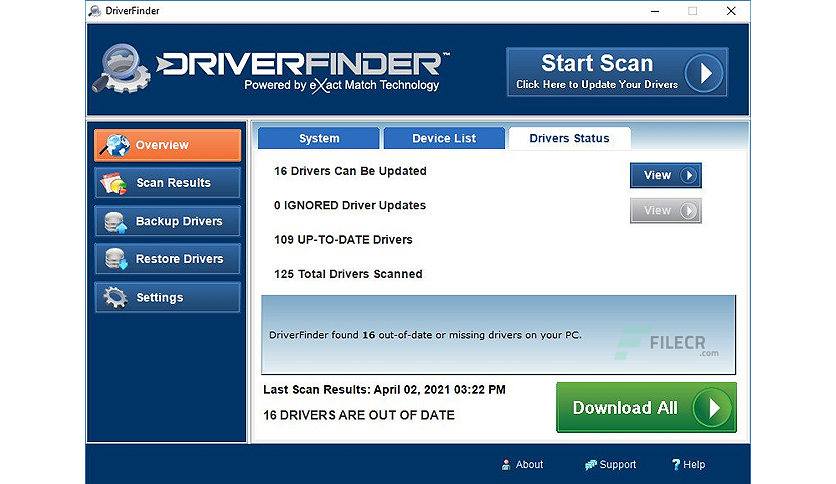 DriverFinder
DRIVERFINDER™
Powered by eXact Match Technology
Start Scan
Click Here to Update Your Drivers
Overview
Scan Results
Backup Drivers
Restore Drivers
Settings
System
Device List
Drivers Status
16 Drivers Can Be Updated
View
0 IGNORED Driver Updates
View
109 UP-TO-DATE Drivers
125 Total Drivers Scanned
DriverFinder found 16 out-of-date or missing drivers on your PC.
FILECR
.com
Last Scan Results: April 02, 2021 03:22 PM
16 DRIVERS ARE OUT OF DATE
Download All
About
Support
? Help